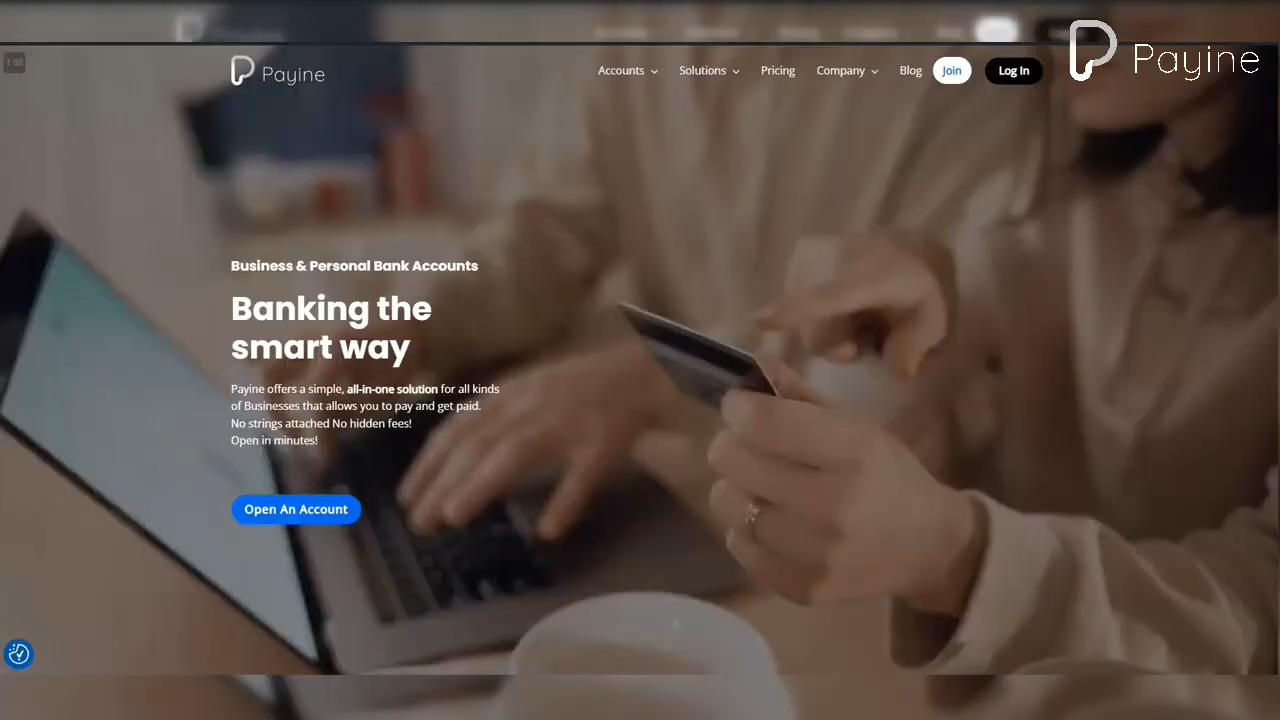 Payine
Accounts
Solutions
Pricing
Company
Blog
Join
Log In
Payine
Business & Personal Bank Accounts
Banking the
smart way
Payine offers a simple, all-in-one solution for all kinds
of Businesses that allows you to pay and get paid.
No strings attached No hidden fees!
Open in minutes!
Open An Account